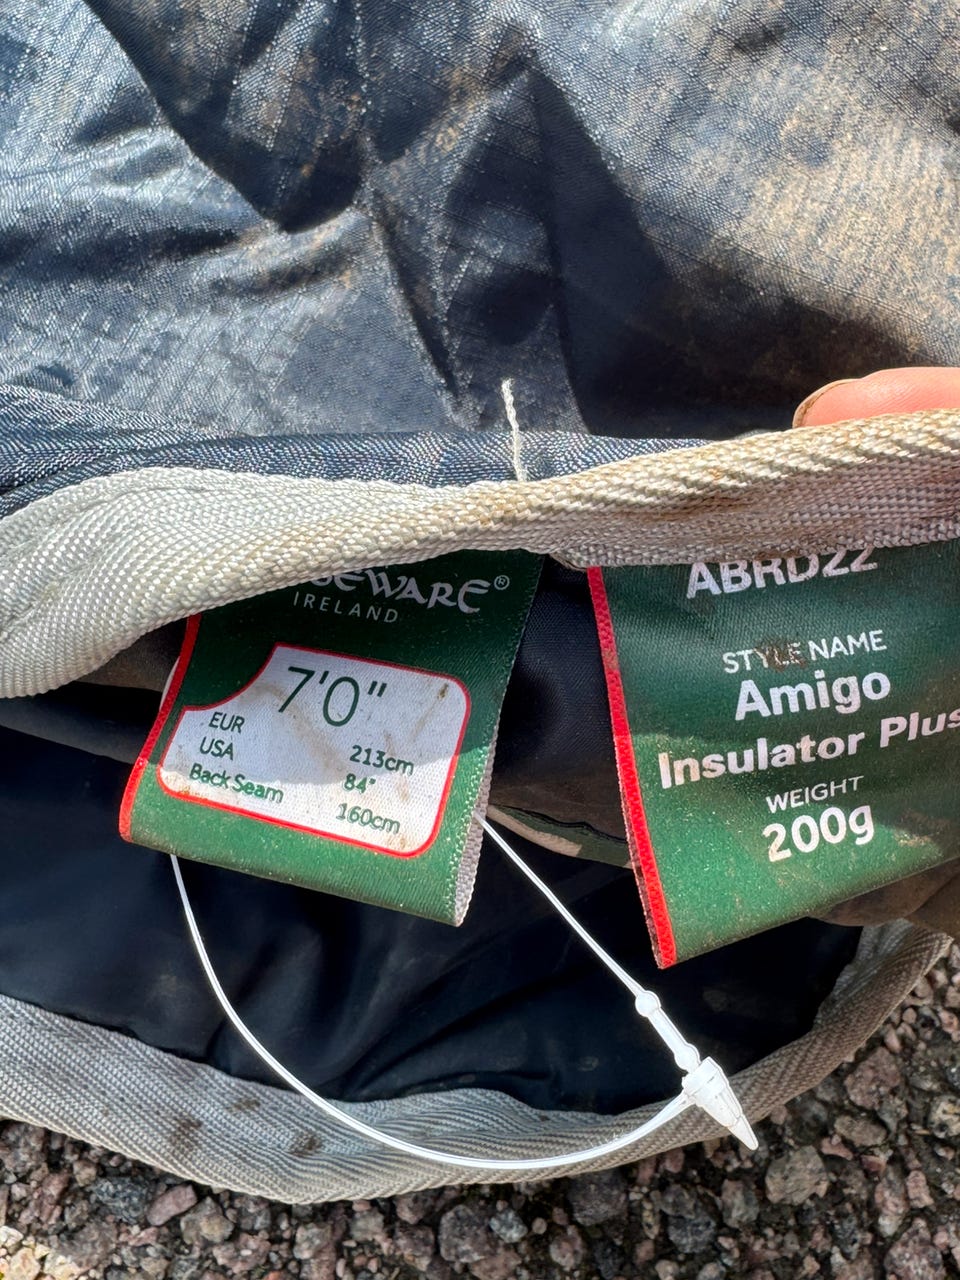 IRELAND
7'0"
EUR 213cm
USA 84"
Back Seam 160cm
ABRD22
STYLE NAME
Amigo
Insulator Plus
WEIGHT
200g